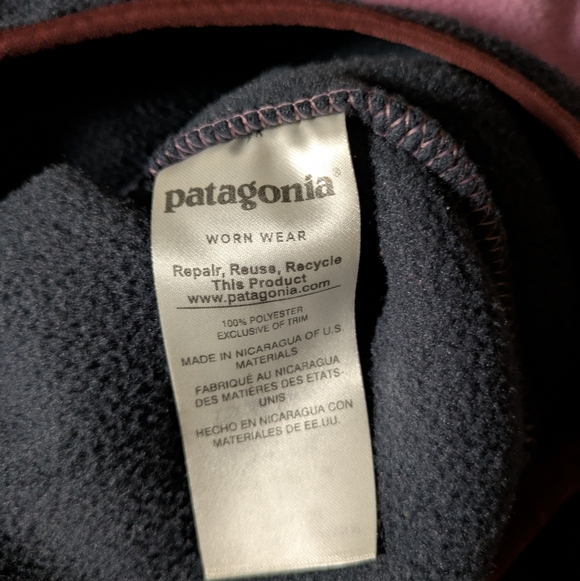 patagonia®
WORN WEAR
Repair, Reuse, Recycle
This Product
www.patagonia.com
100% POLYESTER
EXCLUSIVE OF TRIM
MADE IN NICARAGUA OF U.S
MATERIALS
FABRIQUÉ AU NICARAGUA
DES MATIÈRES DES ETATS-
UNIS
HECHO EN NICARAGUA CON
MATERIALES DE EE.UU.